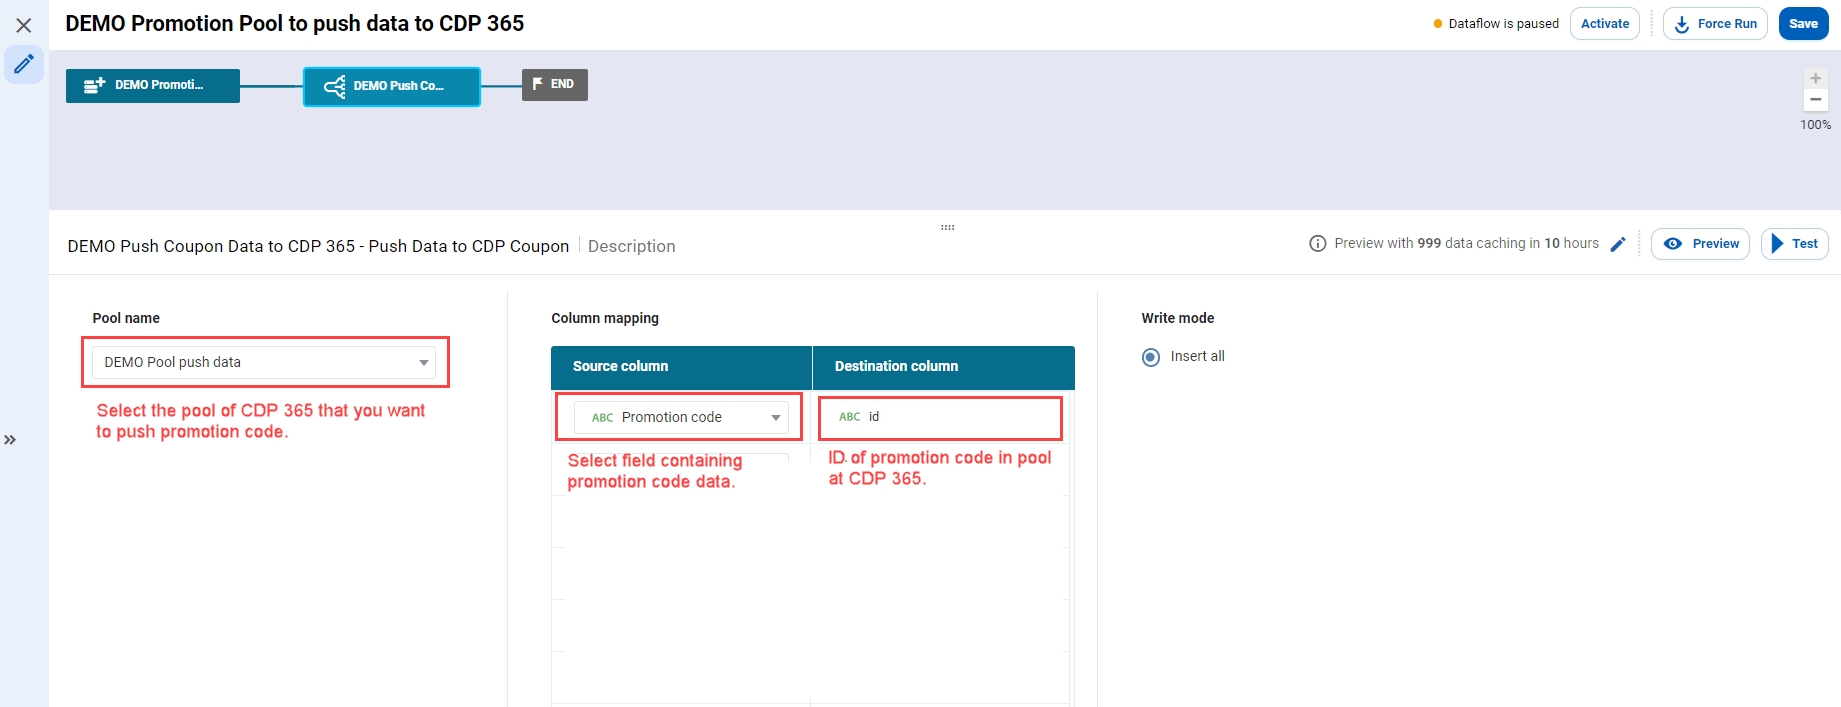 DEMO Promotion Pool to push data to CDP 365
Dataflow is paused
Activate
Force Run
Save
DEMO Promoti...
DEMO Push Co...
END
100%
DEMO Push Coupon Data to CDP 365 - Push Data to CDP Coupon
Description
Preview with 999 data caching in 10 hours
Preview
Test
Pool name
DEMO Pool push data
Select the pool of CDP 365 that you want
to push promotion code.
Column mapping
Source column
Destination column
ABC Promotion code
ABC id
Select field containing
promotion code data.
ID of promotion code in pool
at CDP 365.
Write mode
Insert all